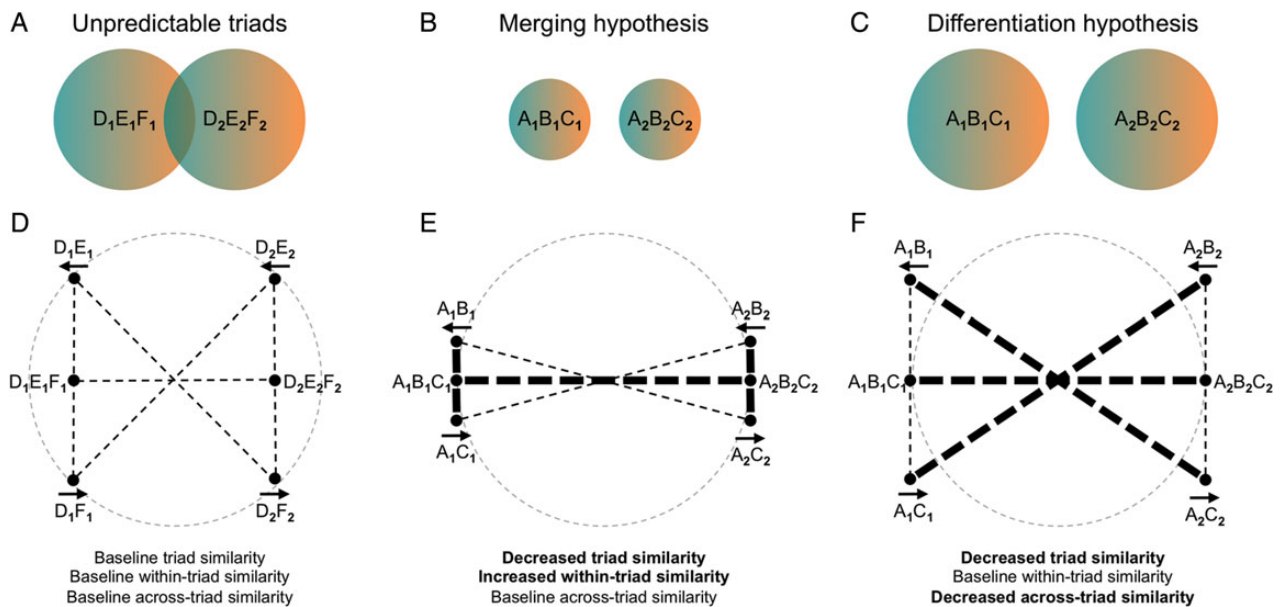 A Unpredictable triads
B Merging hypothesis
C Differentiation hypothesis
D₁E₁F₁ D₂E₂F₂
A₁B₁C₁ A₂B₂C₂
A₁B₁C₁ A₂B₂C₂
D
D₁E₁ D₂E₂
D₁E₁F₁ D₂E₂F₂
D₁F₁ D₂F₂
Baseline triad similarity
Baseline within-triad similarity
Baseline across-triad similarity
E
A₁B₁ A₂B₂
A₁B₁C₁ A₂B₂C₂
A₁C₁ A₂C₂
Decreased triad similarity
Increased within-triad similarity
Baseline across-triad similarity
F
A₁B₁ A₂B₂
A₁B₁C₁ A₂B₂C₂
A₁C₁ A₂C₂
Decreased triad similarity
Baseline within-triad similarity
Decreased across-triad similarity